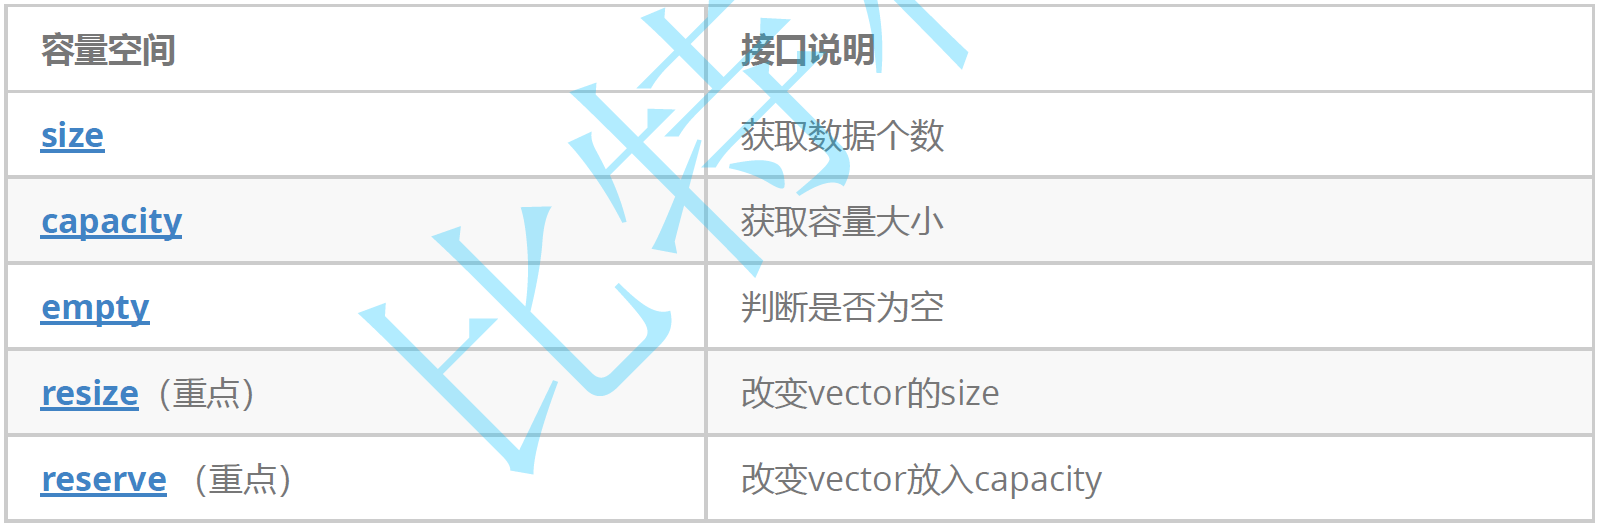 容量空间 接口说明
size 获取数据个数
capacity 获取容量大小
empty 判断是否为空
resize（重点） 改变vector的size
reserve （重点） 改变vector放入capacity
比特